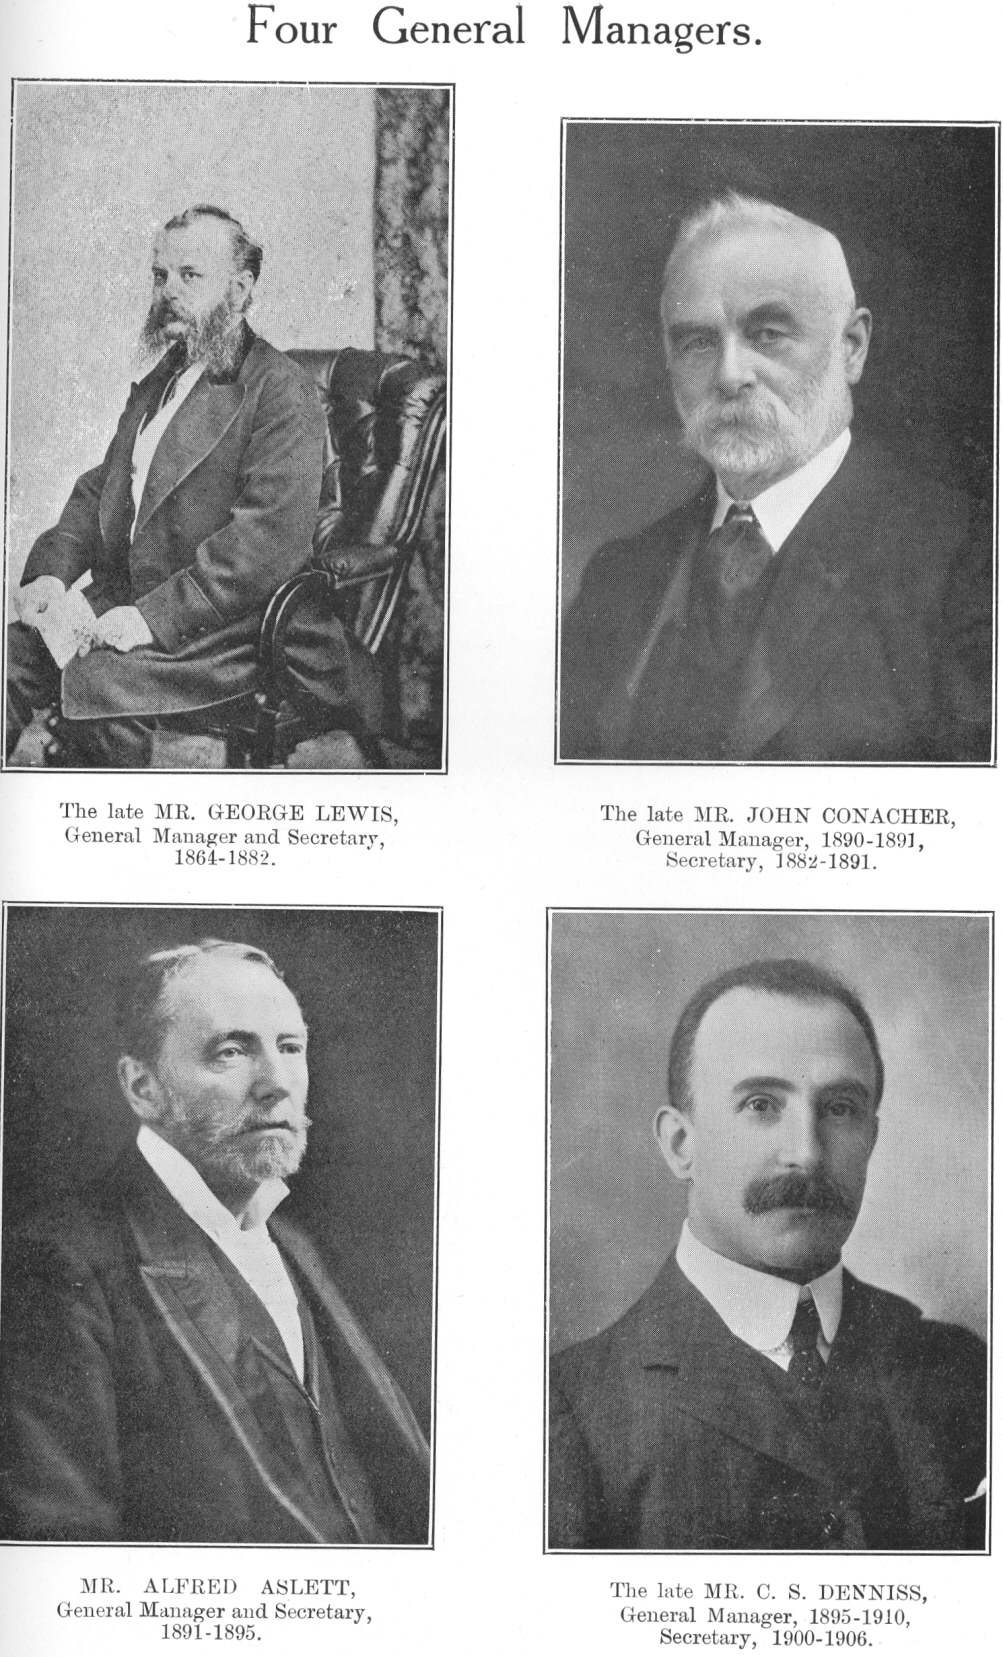 Four General Managers.
The late MR. GEORGE LEWIS,
General Manager and Secretary,
1864-1882.
The late MR. JOHN CONACHER,
General Manager, 1890-1891,
Secretary, 1882-1891.
MR. ALFRED ASLETT,
General Manager and Secretary,
1891-1895.
The late MR. C. S. DENNISS,
General Manager, 1895-1910,
Secretary, 1900-1906.